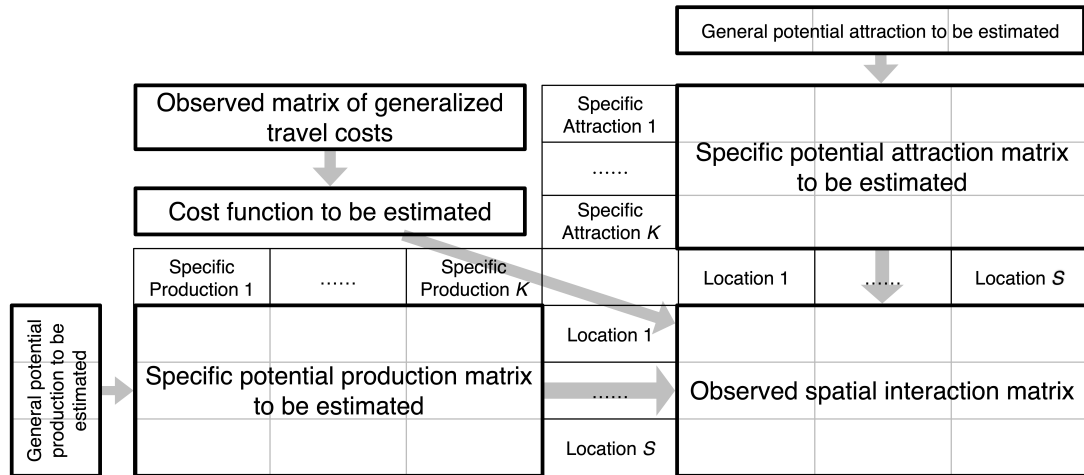 General potential attraction to be estimated
Observed matrix of generalized
travel costs
Specific
Attraction 1
......
Specific
Attraction K
Specific potential attraction matrix
to be estimated
Cost function to be estimated
Specific
Production 1
......
Specific
Production K
Location 1
......
Location S
General potential
production to be
estimated
Specific potential production matrix
to be estimated
Location 1
......
Location S
Observed spatial interaction matrix